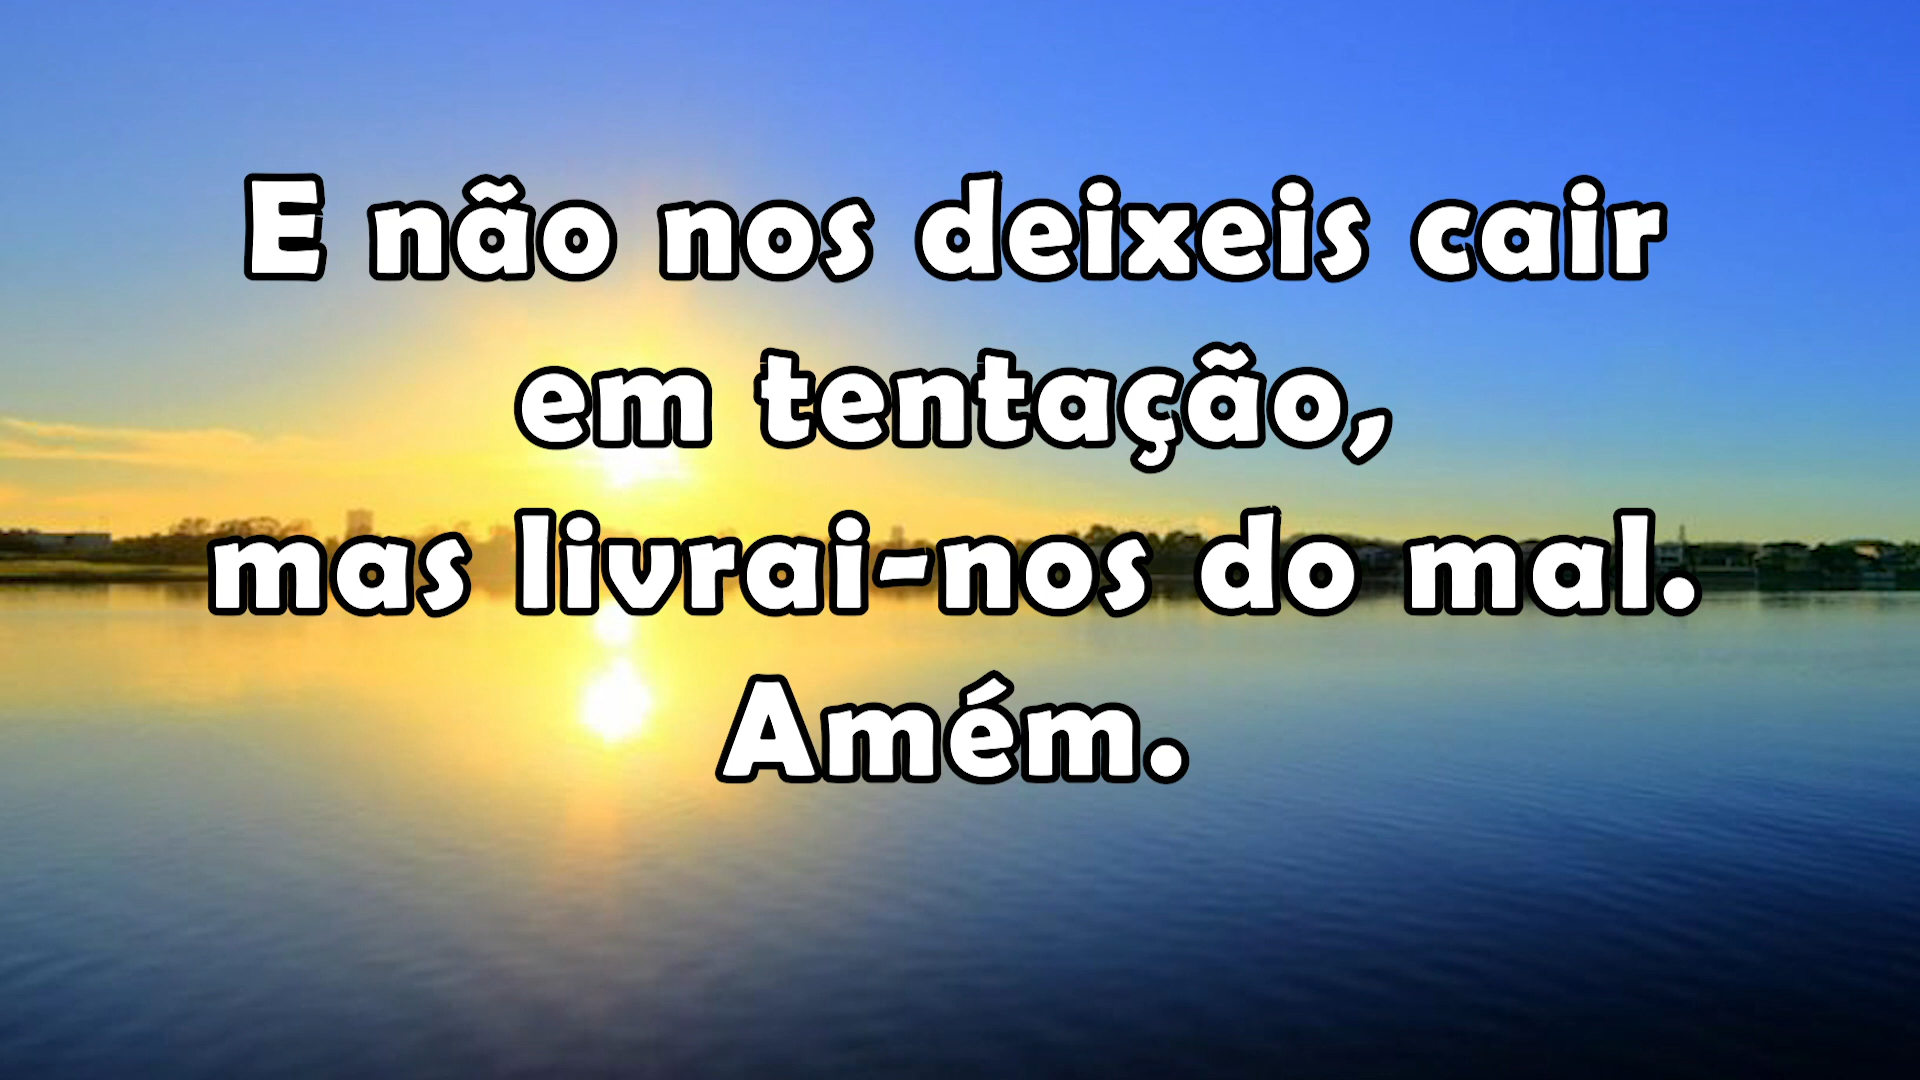 E não nos deixeis cair
em tentação,
mas livrai-nos do mal.
Amém.